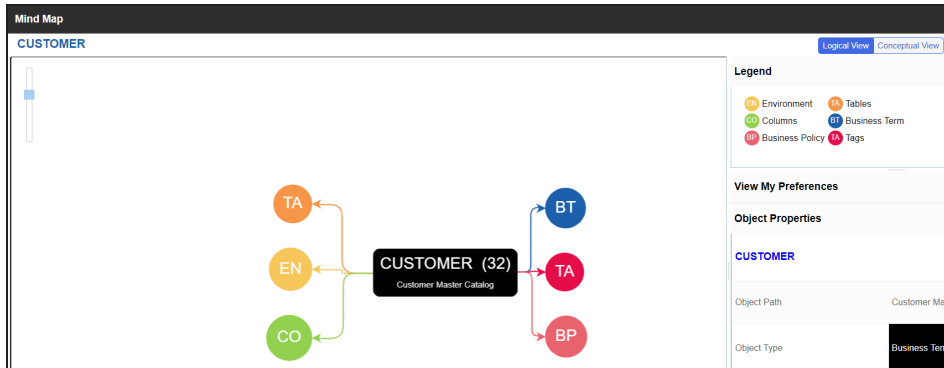 Mind Map
CUSTOMER
Logical View Conceptual View
Legend
EN Environment TA Tables
CO Columns BT Business Term
BP Business Policy TA Tags
View My Preferences
Object Properties
CUSTOMER
Object Path Customer Ma
Object Type Business Ter
TA
EN
CO
CUSTOMER (32)
Customer Master Catalog
BT
TA
BP